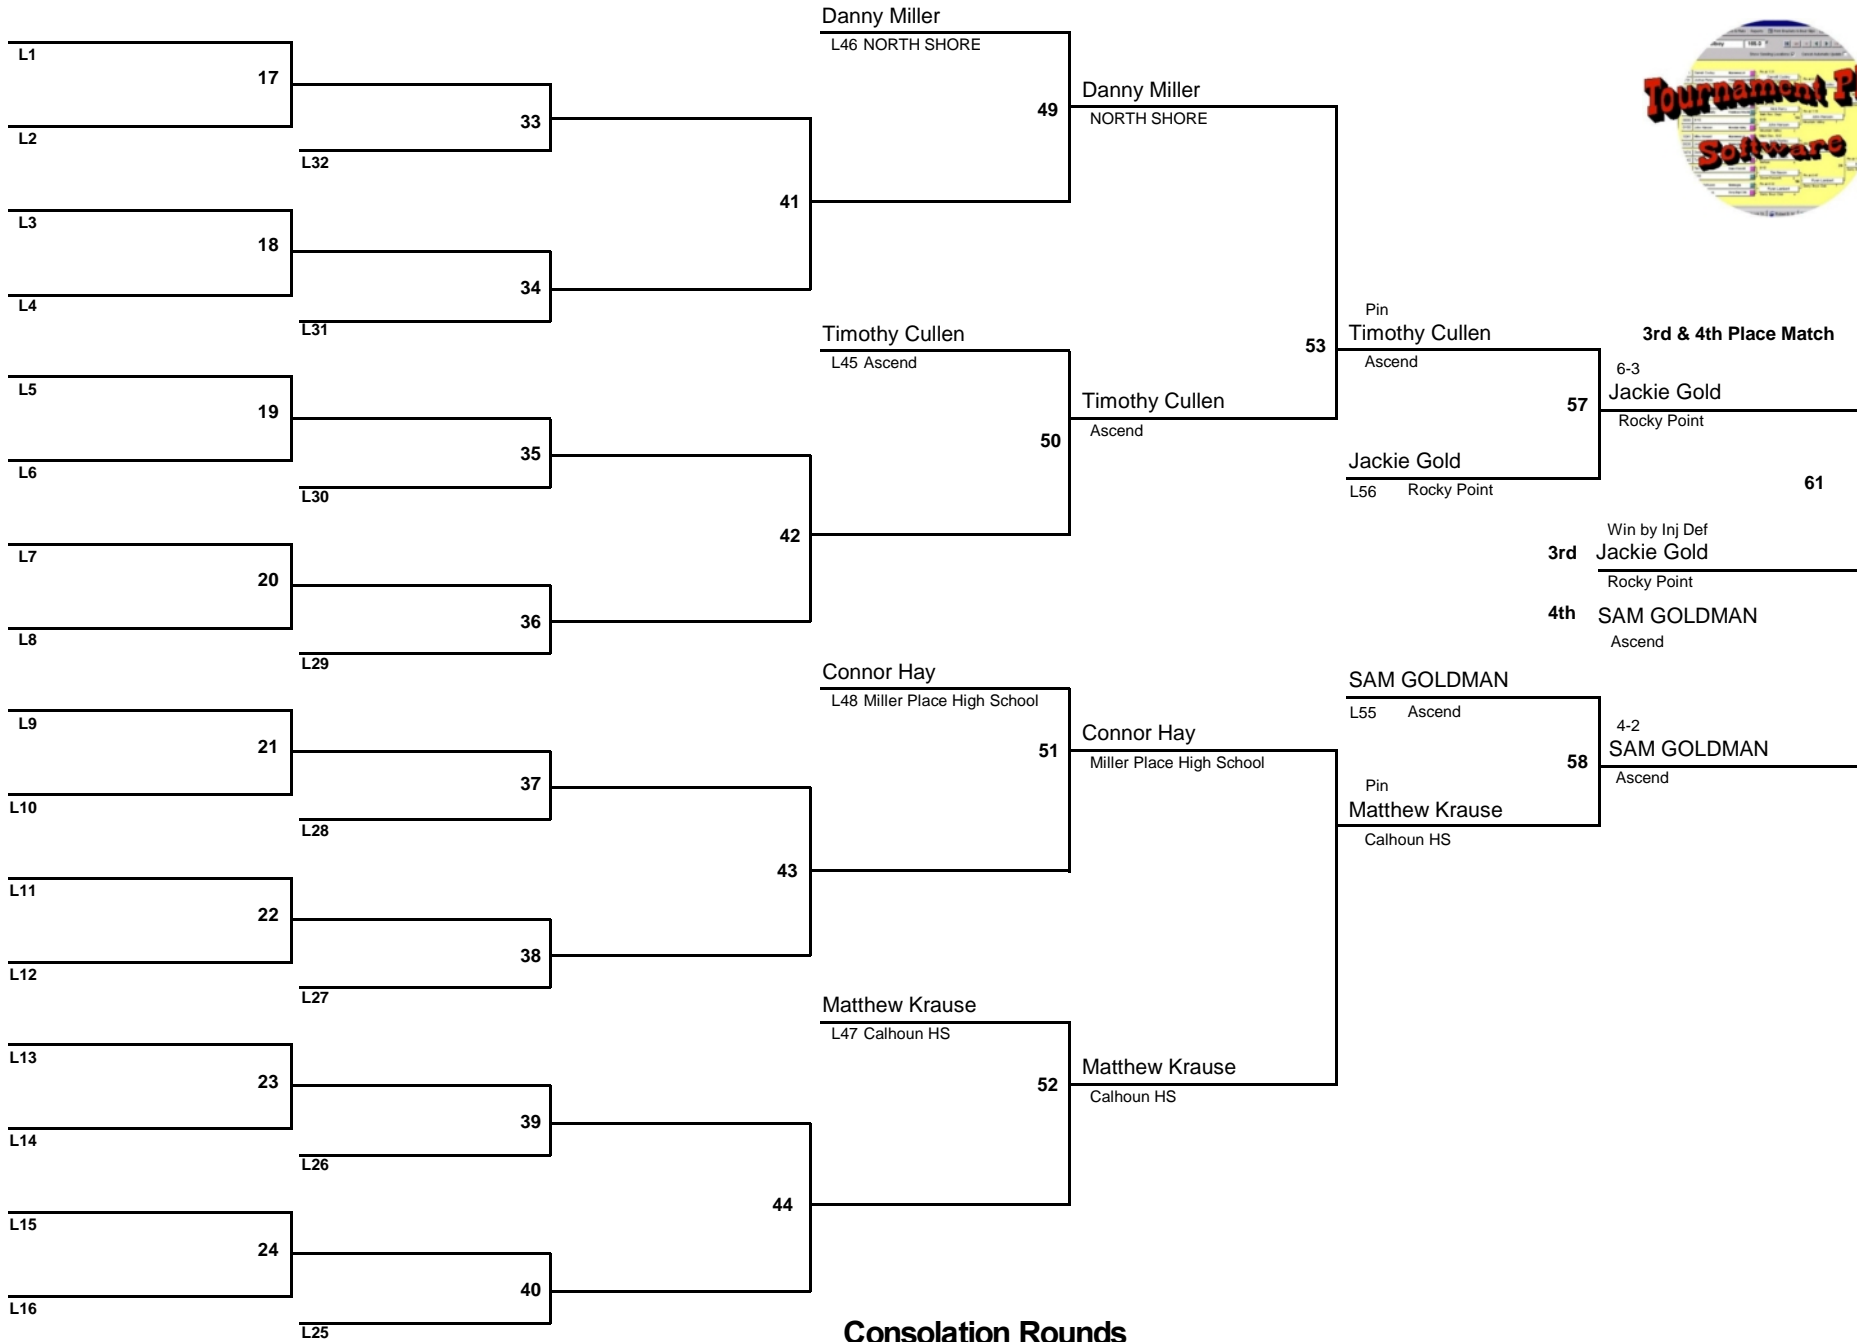 Danny Miller
L46 NORTH SHORE
L1
17
L2
33
L32
49
Danny Miller
NORTH SHORE
Tournament
Software
41
L3
18
L4
34
L31
Timothy Cullen
L45 Ascend
53
Pin
Timothy Cullen
Ascend
3rd & 4th Place Match
L5
19
L6
35
L30
50
Timothy Cullen
Ascend
57
6-3
Jackie Gold
Rocky Point
Jackie Gold
L56 Rocky Point
61
42
L7
20
L8
36
L29
Win by Inj Def
3rd Jackie Gold
Rocky Point
4th SAM GOLDMAN
Ascend
Connor Hay
L48 Miller Place High School
SAM GOLDMAN
L55 Ascend
L9
21
L10
37
L28
51
Connor Hay
Miller Place High School
58
4-2
SAM GOLDMAN
Ascend
Pin
Matthew Krause
Calhoun HS
43
L11
22
L12
38
L27
Matthew Krause
L47 Calhoun HS
L13
23
L14
39
L26
52
Matthew Krause
Calhoun HS
44
L15
24
L16
40
L25
Consolation Rounds